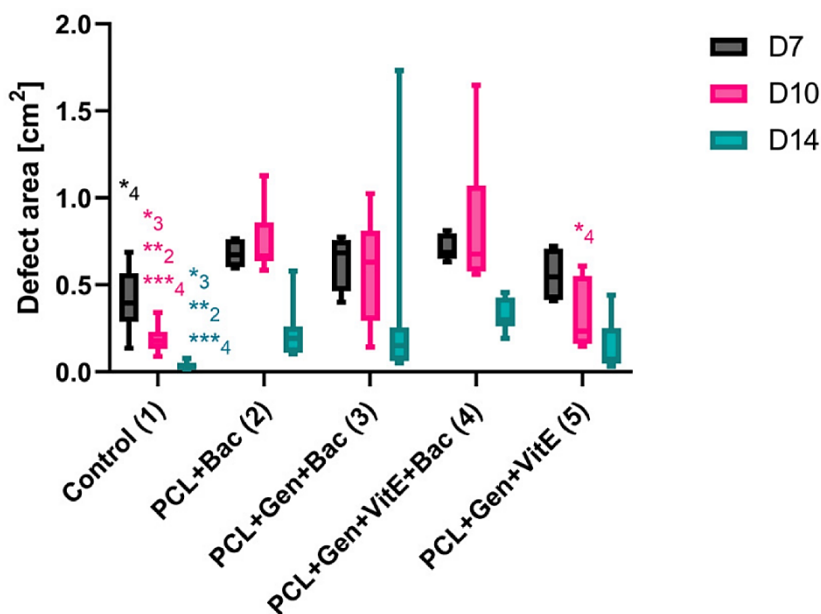 2.0
1.5
1.0
0.5
0.0
Defect area [cm²]
*4
*3
**2
***4
*3
**2
***4
*4
Control (1)
PCL+Bac (2)
PCL+Gen+Bac (3)
PCL+Gen+VitE+Bac (4)
PCL+Gen+VitE (5)
D7
D10
D14